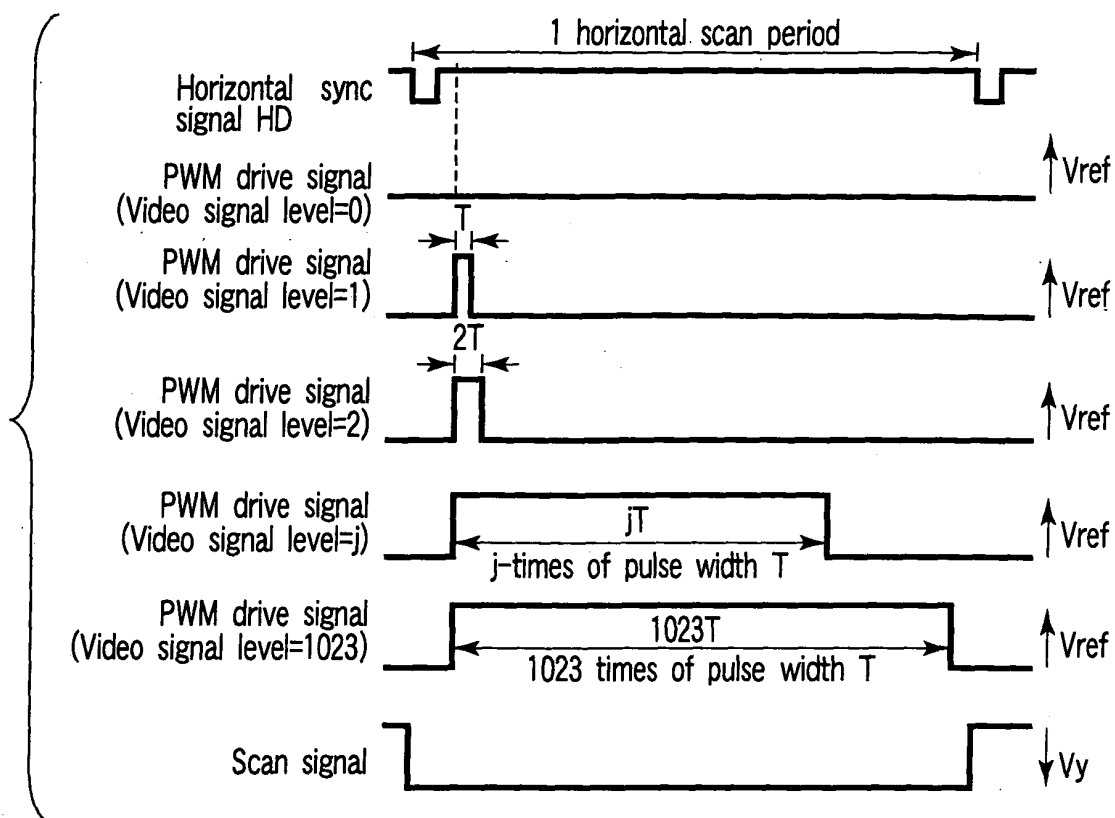 1 horizontal scan period
Horizontal sync
signal HD
PWM drive signal
(Video signal level=0)
Vref
T
PWM drive signal
(Video signal level=1)
Vref
2T
PWM drive signal
(Video signal level=2)
Vref
PWM drive signal
(Video signal level=j)
jT
j-times of pulse width T
Vref
PWM drive signal
(Video signal level=1023)
1023T
1023 times of pulse width T
Vref
Scan signal
Vy